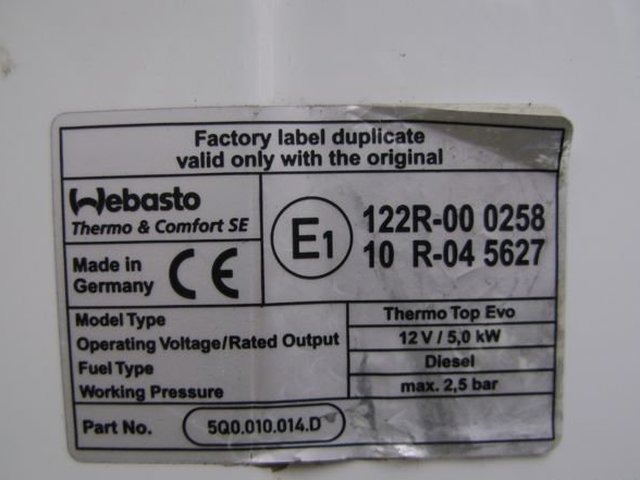 Factory label duplicate
valid only with the original
Webasto
Thermo & Comfort SE
E1
122R-00 0258
10 R-04 5627
Made in
Germany
CE
Model Type Thermo Top Evo
Operating Voltage/Rated Output 12 V / 5,0 kW
Fuel Type Diesel
Working Pressure max. 2,5 bar
Part No. 5Q0.010.014.D